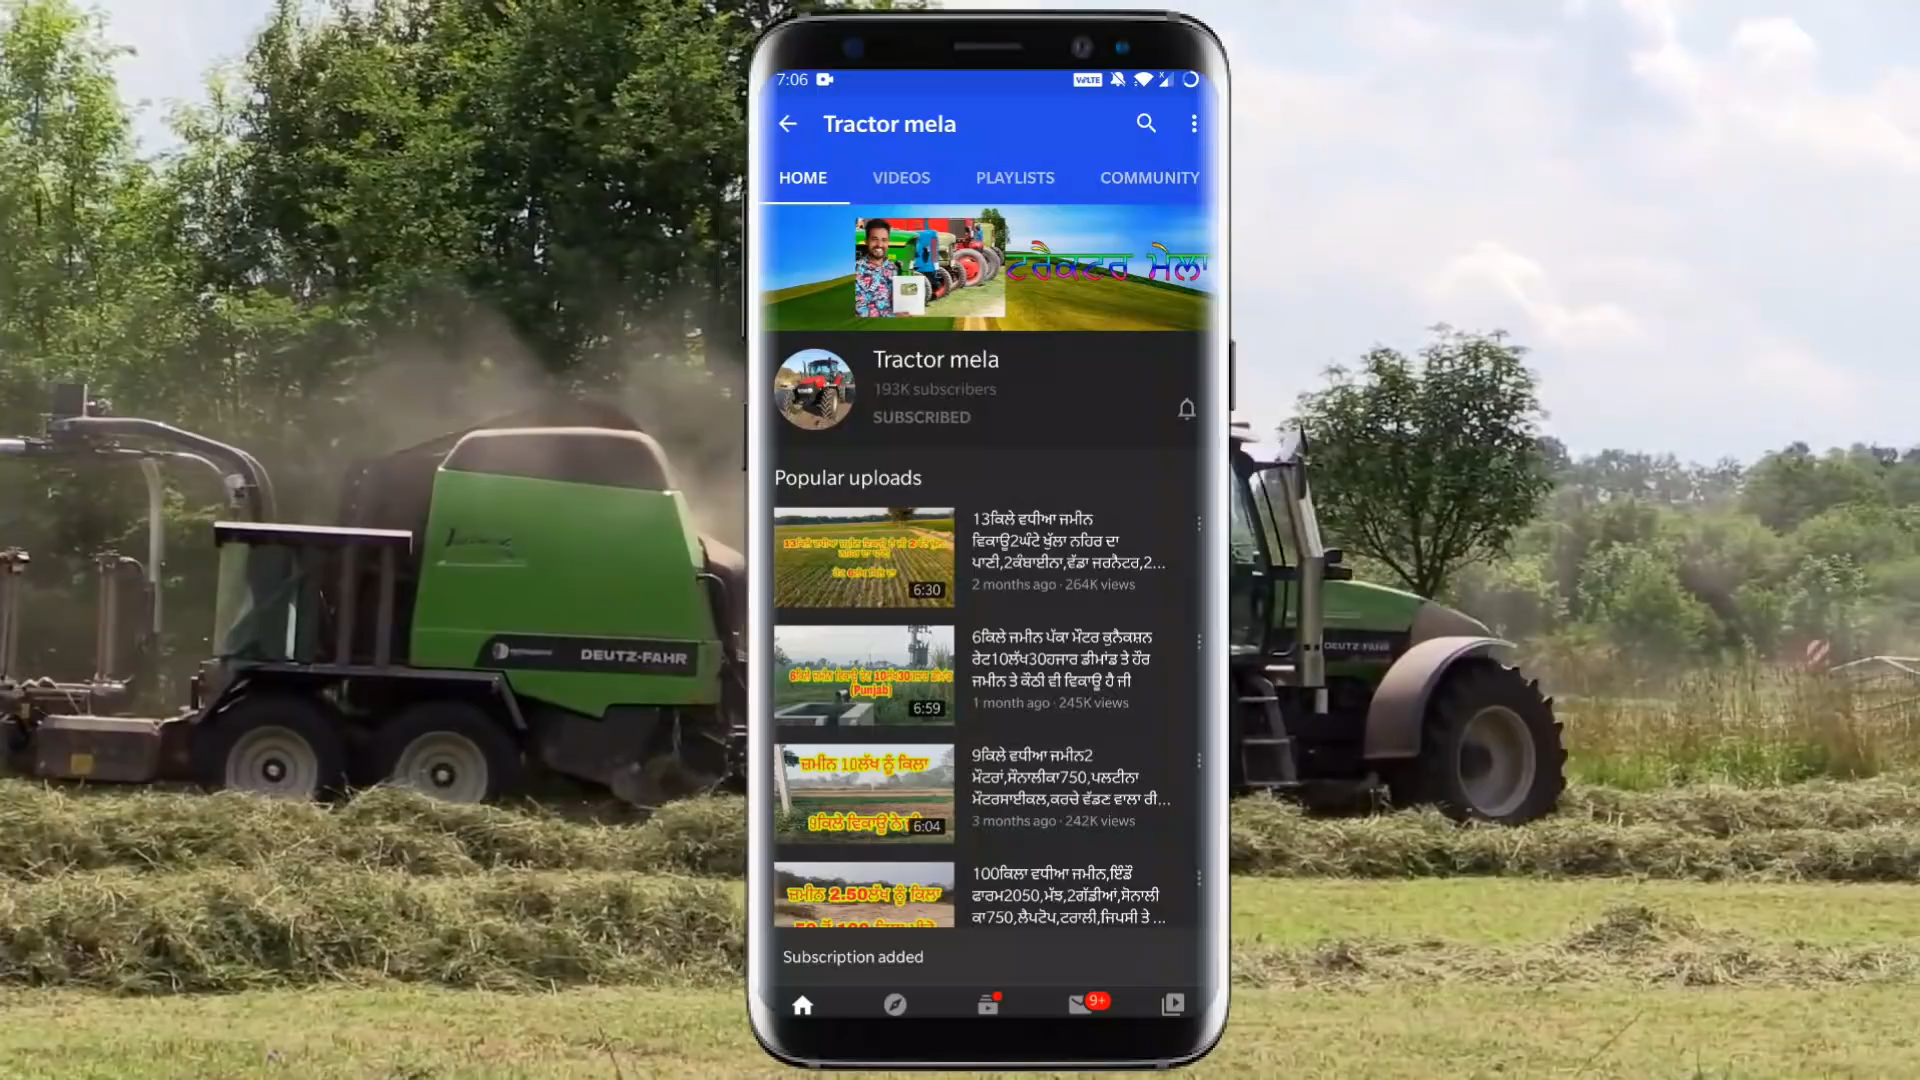 7:06
VoLTE
Tractor mela
HOME VIDEOS PLAYLISTS COMMUNITY
ਟਰੈਕਟਰ ਮੇਲਾ
Tractor mela
193K subscribers
SUBSCRIBED
Popular uploads
13ਕਿਲੇ ਵਧੀਆ ਜਮੀਨ
ਵਿਕਾਊ2ਘੰਟੇ ਖੁੱਲਾ ਨਹਿਰ ਦਾ
ਪਾਣੀ,2ਕੰਬਾਈਨਾ,ਵੱਡਾ ਜਰਨੈਟਰ,2...
2 months ago · 264K views
6:30
6ਕਿਲੇ ਜਮੀਨ ਪੱਕਾ ਮੌਟਰ ਕੁਨੈਕਸ਼ਨ
ਰੇਟ10ਲੱਖ30ਹਜਾਰ ਡੀਮਾਂਡ ਤੇ ਹੌਰ
ਜਮੀਨ ਤੇ ਕੌਠੀ ਵੀ ਵਿਕਾਊ ਹੈ ਜੀ
1 month ago · 245K views
(Punjab)
6:59
9ਕਿਲੇ ਵਧੀਆ ਜਮੀਨ2
ਮੌਟਰਾਂ,ਸੌਨਾਲੀਕਾ750,ਪਲਟੀਨਾ
ਮੌਟਰਸਾਈਕਲ,ਕਰਚੇ ਵੱਡਣ ਵਾਲਾ ਰੀ...
3 months ago · 242K views
ਜ਼ਮੀਨ 10ਲੱਖ ਨੂੰ ਕਿਲਾ
6:04
100ਕਿਲਾ ਵਧੀਆ ਜਮੀਨ,ਇੰਡੌ
ਫਾਰਮ2050,ਮੱਝ,2ਗੱਡੀਆਂ,ਸੋਨਾਲੀ
ਕਾ750,ਲੈਪਟੋਪ,ਟਰਾਲੀ,ਜਿਪਸੀ ਤੇ ...
ਜ਼ਮੀਨ 2.50ਲੱਖ ਨੂੰ ਕਿਲਾ
Subscription added
9+
DEUTZ-FAHR
DEUTZ-FAHR